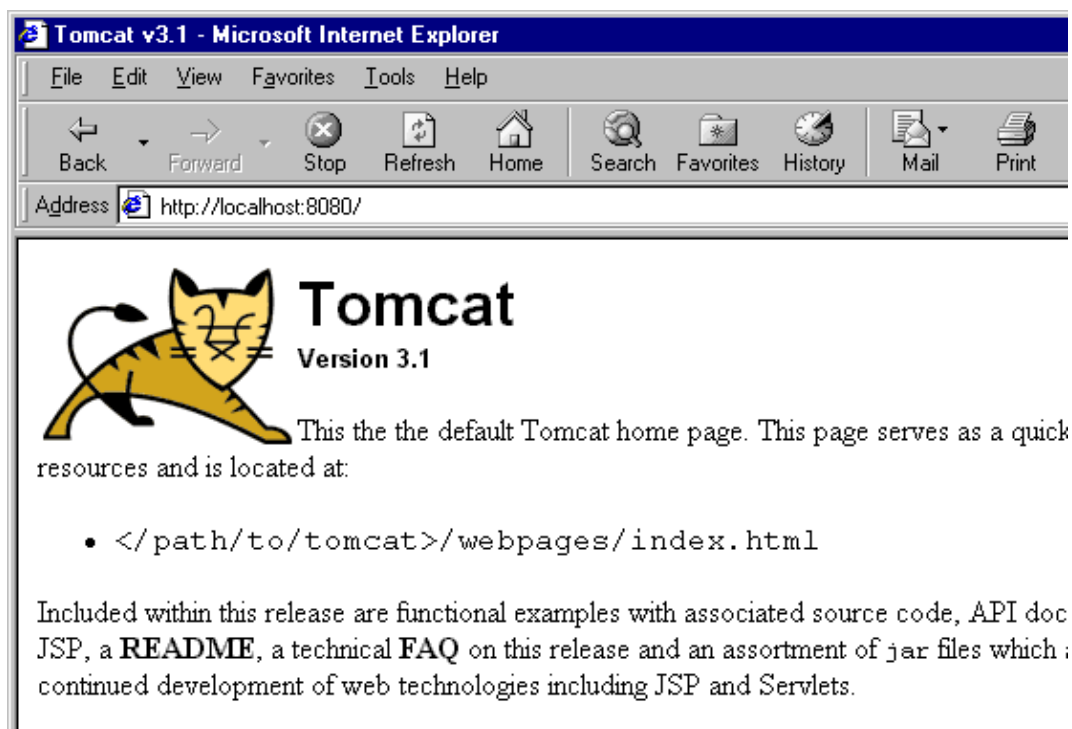 Tomcat v3.1 - Microsoft Internet Explorer
File Edit View Favorites Tools Help
Back Forward Stop Refresh Home Search Favorites History Mail Print
Address http://localhost:8080/
Tomcat
Version 3.1
This the the default Tomcat home page. This page serves as a quick
resources and is located at:
• </path/to/tomcat>/webpages/index.html
Included within this release are functional examples with associated source code, API doc
JSP, a README, a technical FAQ on this release and an assortment of jar files which a
continued development of web technologies including JSP and Servlets.